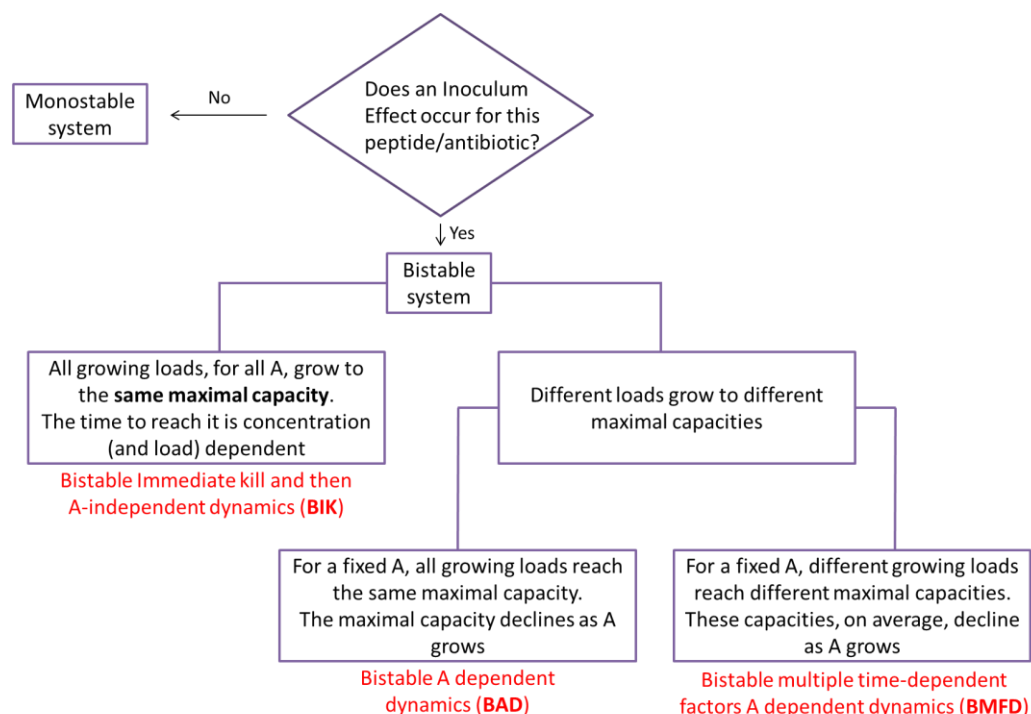 Does an Inoculum
Effect occur for this
peptide/antibiotic?
No
Monostable
system
Yes
Bistable
system
All growing loads, for all A, grow to
the same maximal capacity.
The time to reach it is concentration
(and load) dependent
Bistable Immediate kill and then
A-independent dynamics (BIK)
Different loads grow to different
maximal capacities
For a fixed A, all growing loads reach
the same maximal capacity.
The maximal capacity declines as A
grows
Bistable A dependent
dynamics (BAD)
For a fixed A, different growing loads
reach different maximal capacities.
These capacities, on average, decline
as A grows
Bistable multiple time-dependent
factors A dependent dynamics (BMFD)